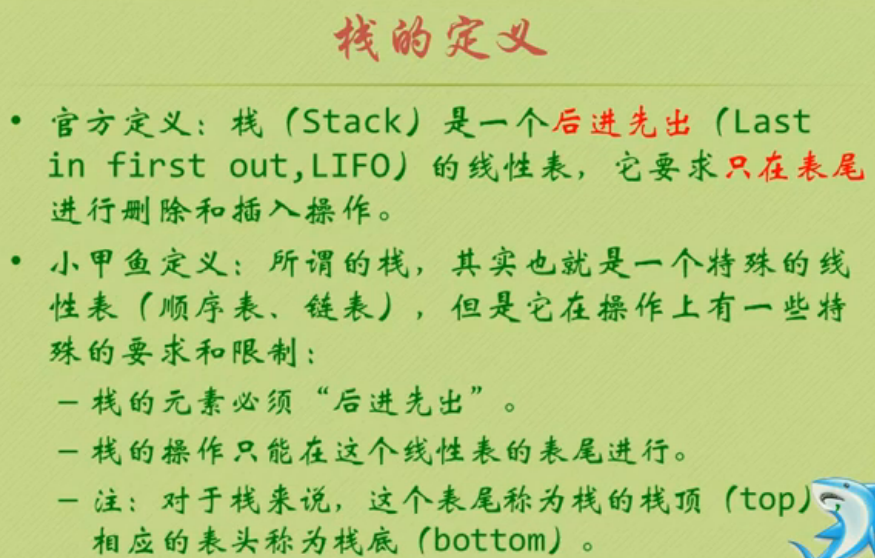 栈的定义
• 官方定义：栈（Stack）是一个后进先出（Last
in first out,LIFO）的线性表，它要求只在表尾
进行删除和插入操作。
• 小甲鱼定义：所谓的栈，其实也就是一个特殊的线
性表（顺序表、链表），但是它在操作上有一些特
殊的要求和限制：
– 栈的元素必须“后进先出”。
– 栈的操作只能在这个线性表的表尾进行。
– 注：对于栈来说，这个表尾称为栈的栈顶（top），
相应的表头称为栈底（bottom）。